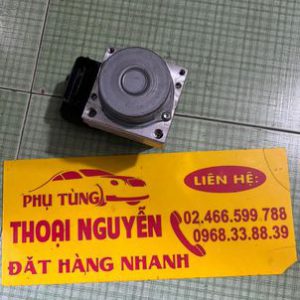 PHỤ TÙNG
THOẠI NGUYỄN
ĐẶT HÀNG NHANH
LIÊN HỆ:
02.466.599.788
0968.33.88.39